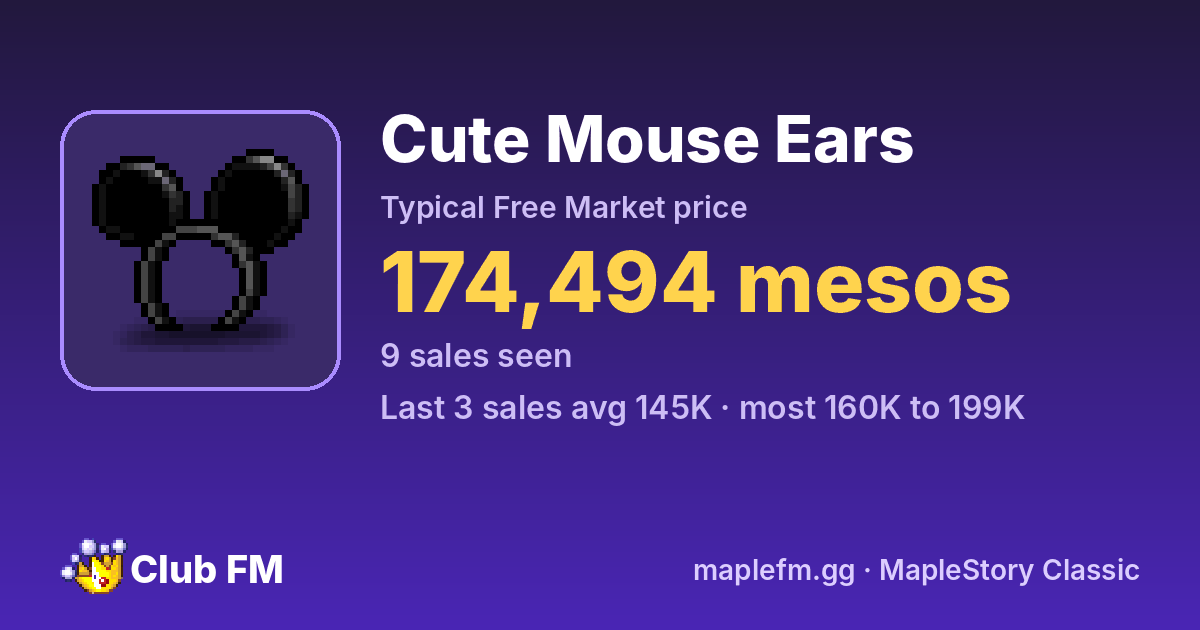 Cute Mouse Ears
Typical Free Market price
174,494 mesos
9 sales seen
Last 3 sales avg 145K · most 160K to 199K
Club FM
maplefm.gg · MapleStory Classic